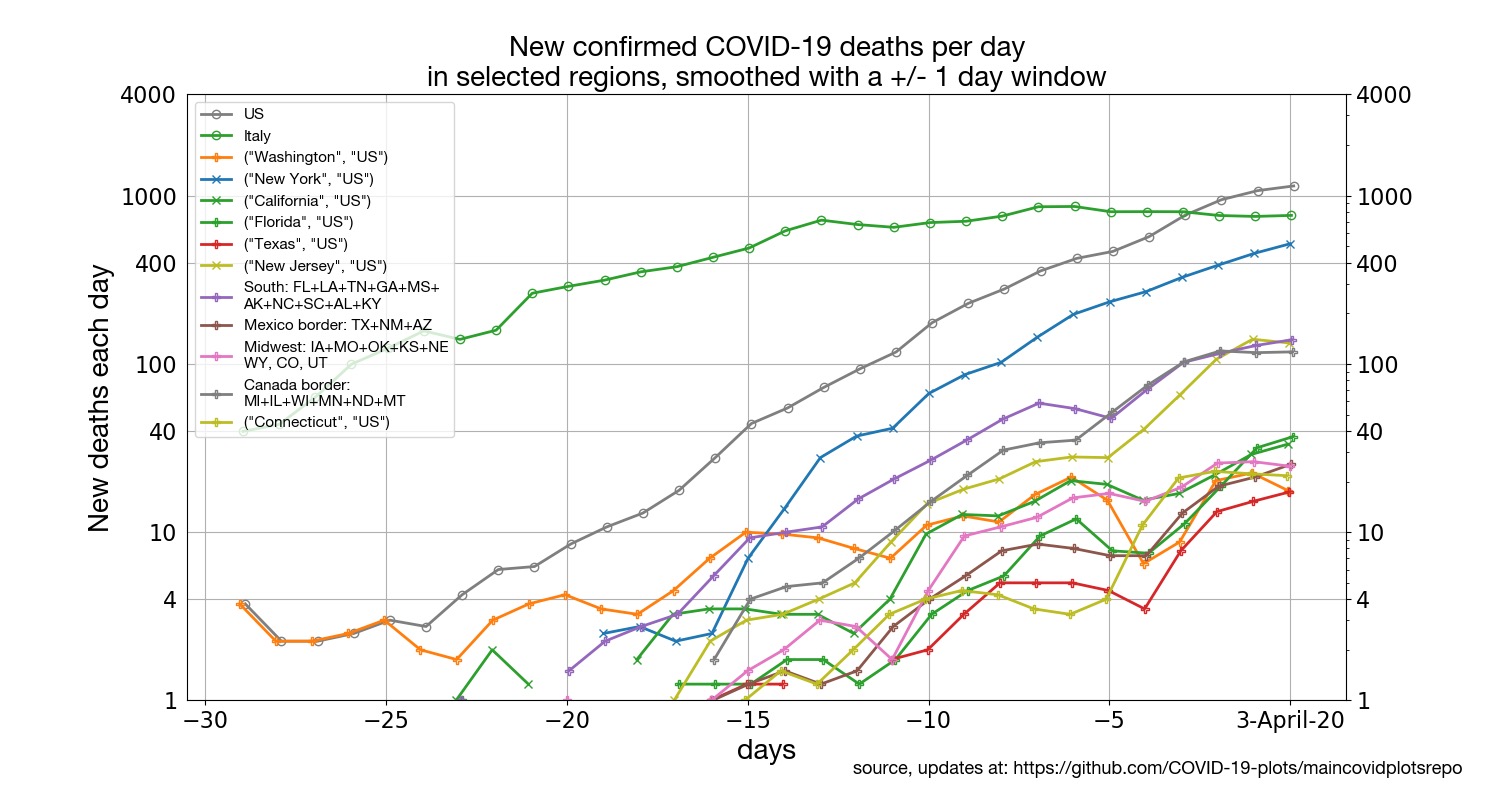 New confirmed COVID-19 deaths per day
in selected regions, smoothed with a +/- 1 day window
4000
1000
400
100
40
10
4
1
New deaths each day
US
Italy
("Washington", "US")
("New York", "US")
("California", "US")
("Florida", "US")
("Texas", "US")
("New Jersey", "US")
South: FL+LA+TN+GA+MS+
AK+NC+SC+AL+KY
Mexico border: TX+NM+AZ
Midwest: IA+MO+OK+KS+NE
WY, CO, UT
Canada border:
MI+IL+WI+MN+ND+MT
("Connecticut", "US")
4000
1000
400
100
40
10
4
1
−30 −25 −20 −15 −10 −5 3-April-20
days
source, updates at: https://github.com/COVID-19-plots/maincovidplotsrepo